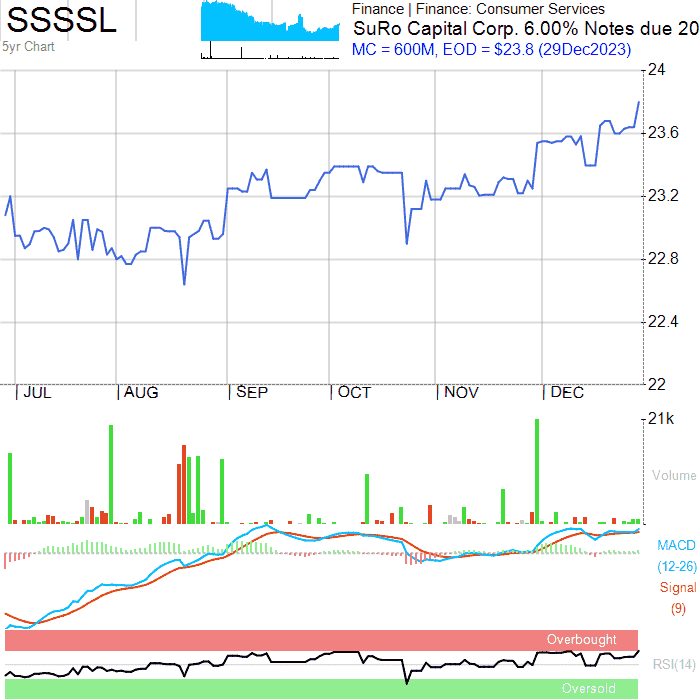 SSSSL
5yr Chart
Finance | Finance: Consumer Services
SuRo Capital Corp. 6.00% Notes due 20
MC = 600M, EOD = $23.8 (29Dec2023)
24
23.6
23.2
22.8
22.4
22
JUL AUG SEP OCT NOV DEC
21k
Volume
MACD
(12-26)
Signal
(9)
Overbought
RSI(14)
Oversold